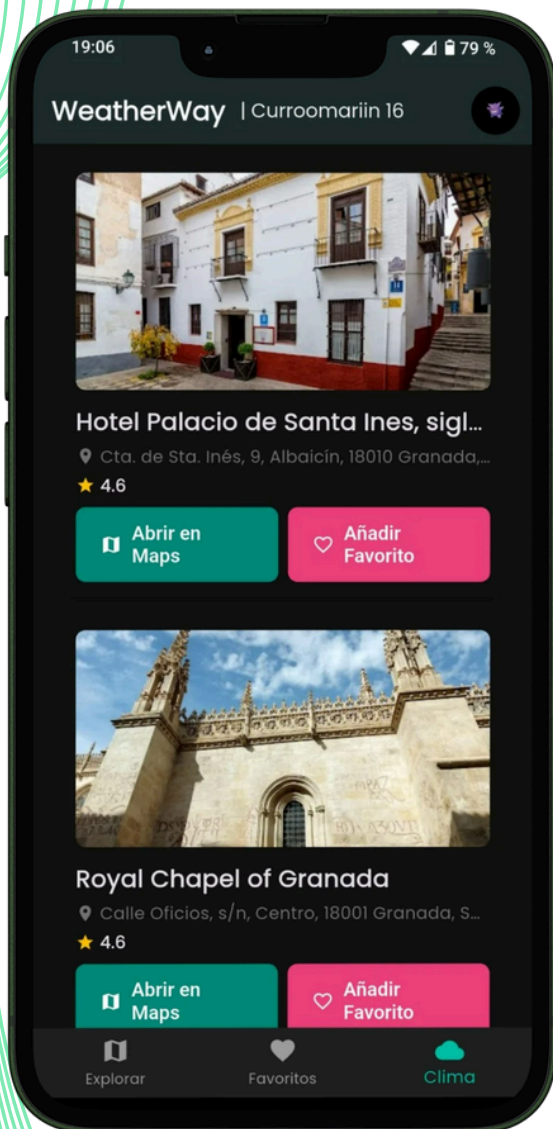 19:06 79 %
WeatherWay | Curroomariin 16
Hotel Palacio de Santa Ines, sigl...
Cta. de Sta. Inés, 9, Albaicín, 18010 Granada,...
4.6
Abrir en
Maps
Añadir
Favorito
Royal Chapel of Granada
Calle Oficios, s/n, Centro, 18001 Granada, S...
4.6
Abrir en
Maps
Añadir
Favorito
Explorar
Favoritos
Clima